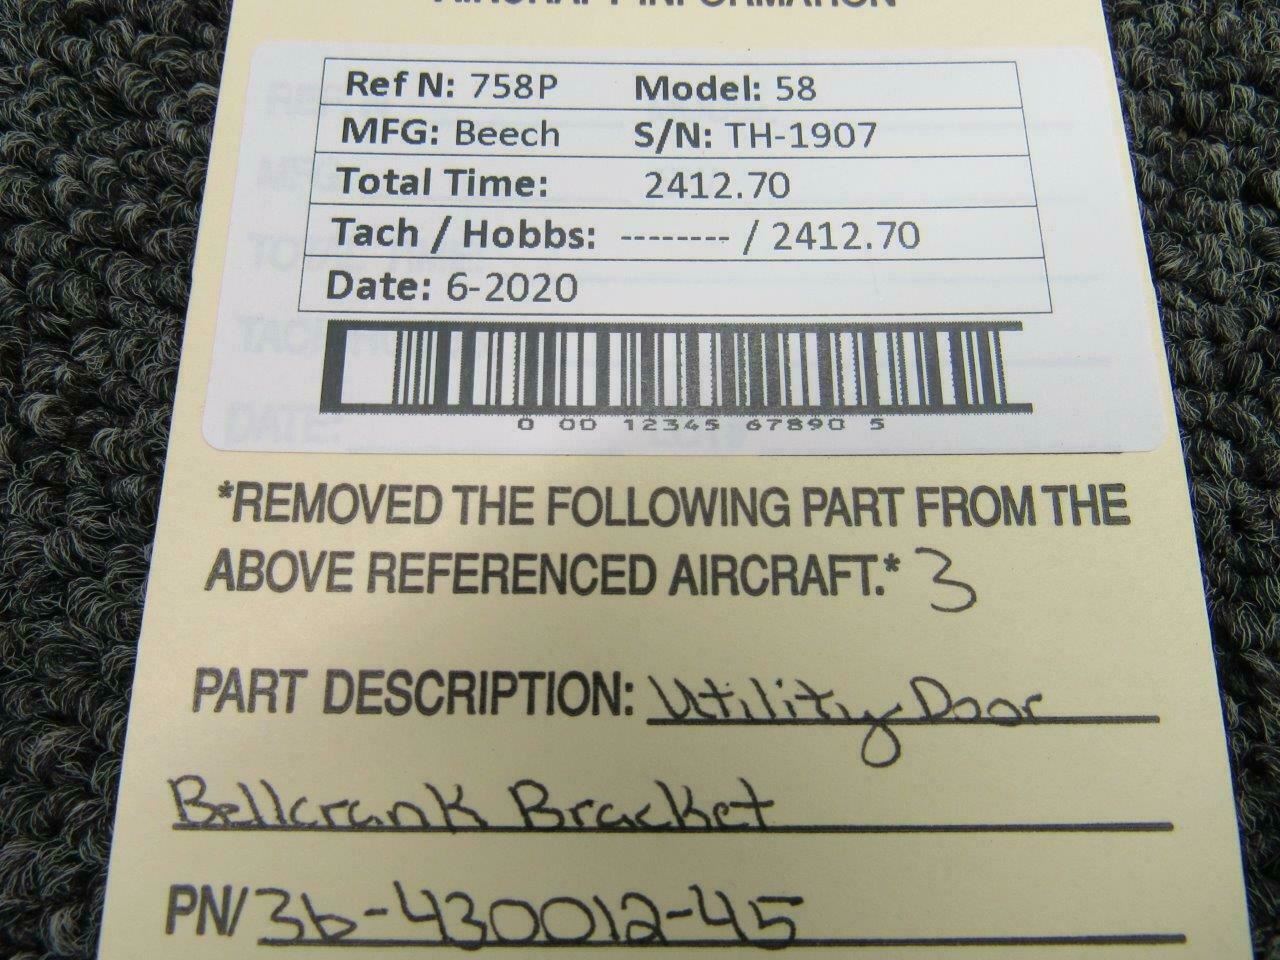 AIRCRAFT INFORMATION
Ref N: 758P Model: 58
MFG: Beech S/N: TH-1907
Total Time: 2412.70
Tach / Hobbs: -------- / 2412.70
Date: 6-2020
0 00 12345 67890 5
*REMOVED THE FOLLOWING PART FROM THE
ABOVE REFERENCED AIRCRAFT.* 3
PART DESCRIPTION: Utility Door
Bellcrank Bracket
PN/ 36-430012-45